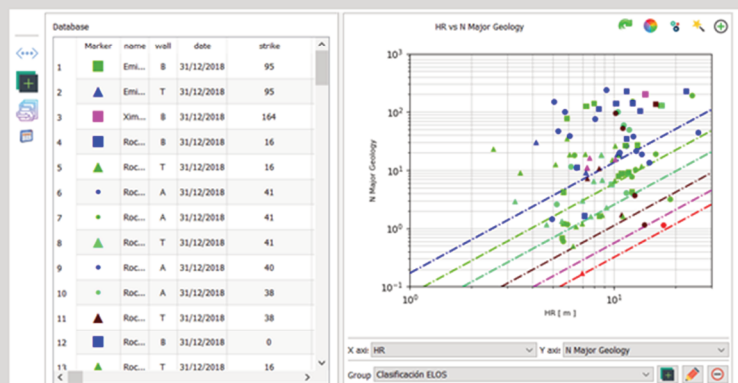 Database
Marker name wall date strike
1 Emi... B 31/12/2018 95
2 Emi... T 31/12/2018 95
3 Xim... B 31/12/2018 164
4 Roc... B 31/12/2018 16
5 Roc... T 31/12/2018 16
6 Roc... A 31/12/2018 41
7 Roc... A 31/12/2018 41
8 Roc... T 31/12/2018 41
9 Roc... A 31/12/2018 40
10 Roc... A 31/12/2018 38
11 Roc... T 31/12/2018 38
12 Roc... B 31/12/2018 0
13 Roc... T 31/12/2018 16
HR vs N Major Geology
N Major Geology
10³
10²
10¹
10⁰
10⁻¹
10⁰ 10¹
HR [ m ]
X axis HR Y axis N Major Geology
Group Clasificación ELOS